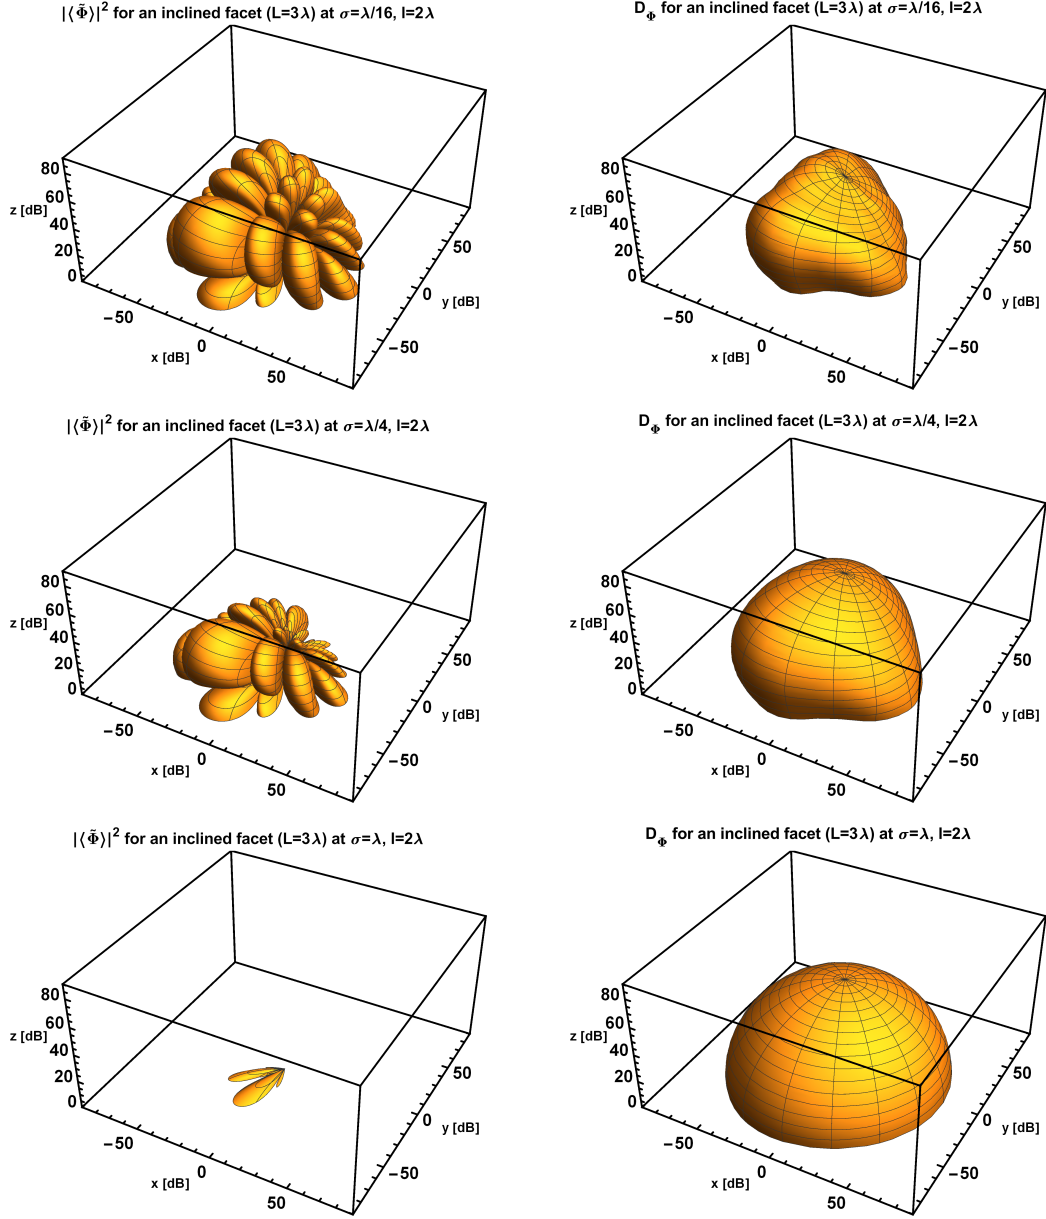 |⟨Φ̃⟩|² for an inclined facet (L=3λ) at σ=λ/16, l=2λ
80
60
z [dB]
40
20
0
−50
0
50
x [dB]
50
0
y [dB]
−50
D_Φ for an inclined facet (L=3λ) at σ=λ/16, l=2λ
80
60
z [dB]
40
20
0
−50
0
50
x [dB]
50
0
y [dB]
−50
|⟨Φ̃⟩|² for an inclined facet (L=3λ) at σ=λ/4, l=2λ
80
60
z [dB]
40
20
0
−50
0
50
x [dB]
50
0
y [dB]
−50
D_Φ for an inclined facet (L=3λ) at σ=λ/4, l=2λ
80
60
z [dB]
40
20
0
−50
0
50
x [dB]
50
0
y [dB]
−50
|⟨Φ̃⟩|² for an inclined facet (L=3λ) at σ=λ, l=2λ
80
60
z [dB]
40
20
0
−50
0
50
x [dB]
50
0
y [dB]
−50
D_Φ for an inclined facet (L=3λ) at σ=λ, l=2λ
80
60
z [dB]
40
20
0
−50
0
50
x [dB]
50
0
y [dB]
−50